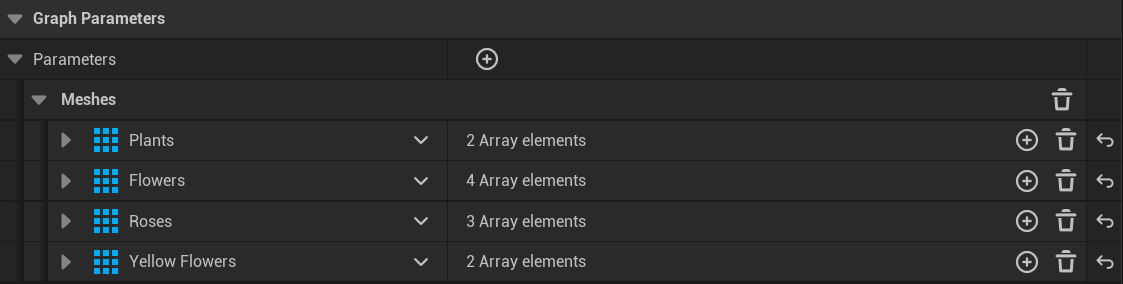 Graph Parameters
Parameters
Meshes
Plants 2 Array elements
Flowers 4 Array elements
Roses 3 Array elements
Yellow Flowers 2 Array elements